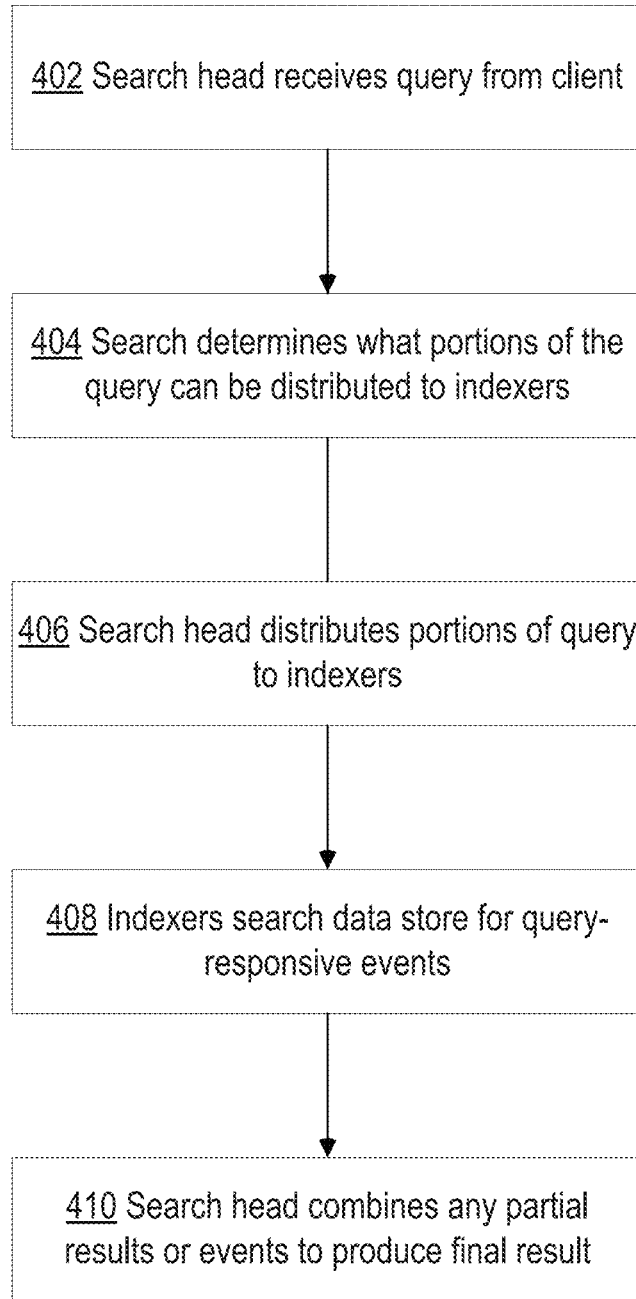 402 Search head receives query from client
404 Search determines what portions of the
query can be distributed to indexers
406 Search head distributes portions of query
to indexers
408 Indexers search data store for query-
responsive events
410 Search head combines any partial
results or events to produce final result